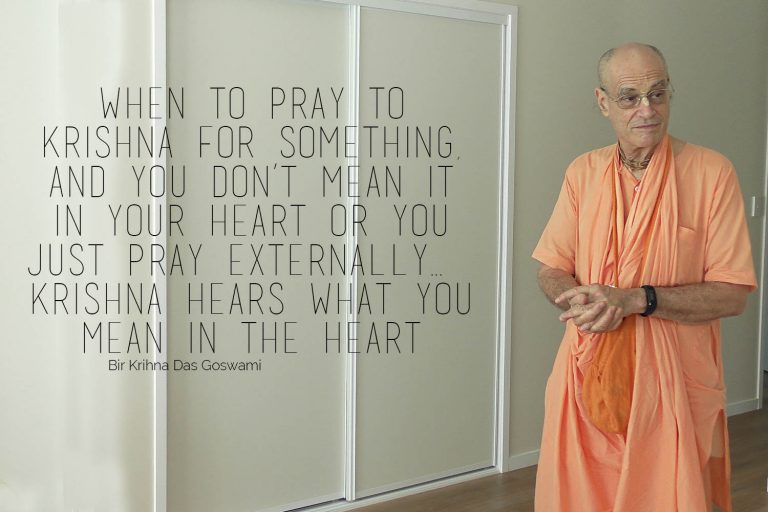 WHEN TO PRAY TO
KRISHNA FOR SOMETHING,
AND YOU DON'T MEAN IT
IN YOUR HEART OR YOU
JUST PRAY EXTERNALLY...
KRISHNA HEARS WHAT YOU
MEAN IN THE HEART
Bir Krihna Das Goswami